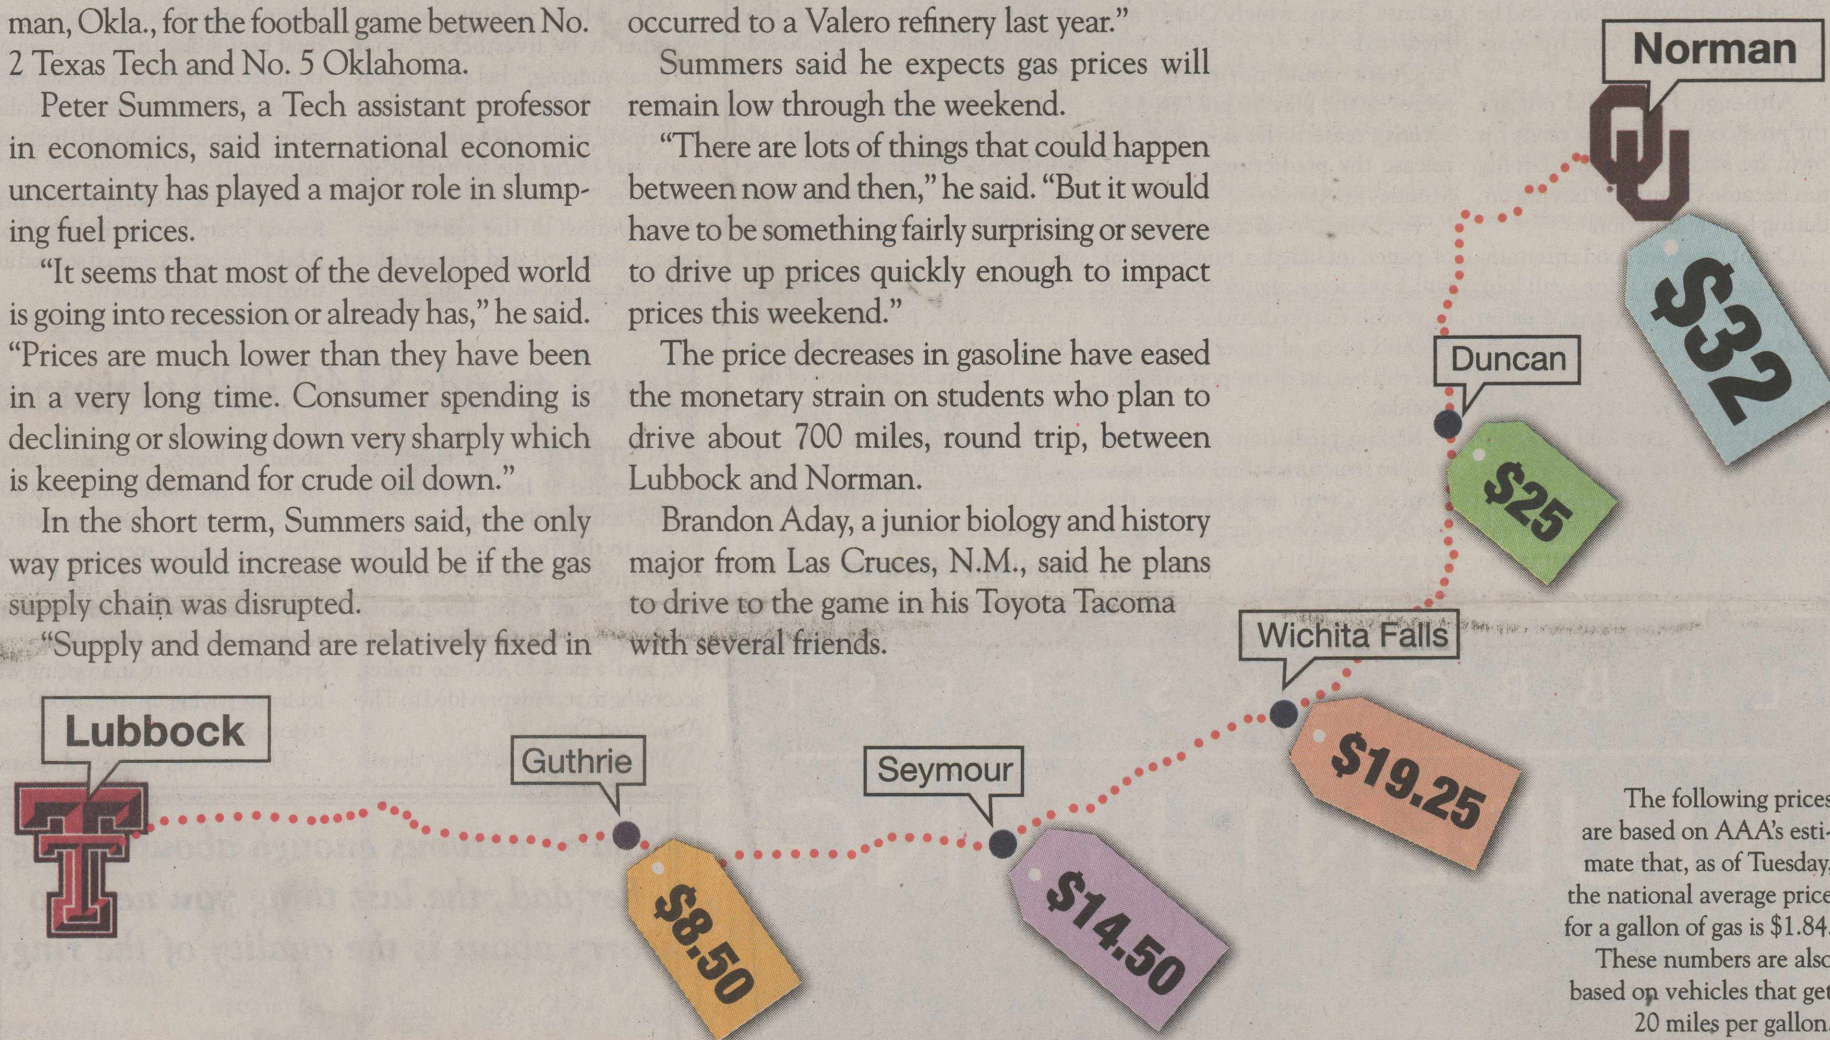 man, Okla., for the football game between No.
2 Texas Tech and No. 5 Oklahoma.
Peter Summers, a Tech assistant professor
in economics, said international economic
uncertainty has played a major role in slump-
ing fuel prices.
“It seems that most of the developed world
is going into recession or already has,” he said.
“Prices are much lower than they have been
in a very long time. Consumer spending is
declining or slowing down very sharply which
is keeping demand for crude oil down.”
In the short term, Summers said, the only
way prices would increase would be if the gas
supply chain was disrupted.
“Supply and demand are relatively fixed in
occurred to a Valero refinery last year.”
Summers said he expects gas prices will
remain low through the weekend.
“There are lots of things that could happen
between now and then,” he said. “But it would
have to be something fairly surprising or severe
to drive up prices quickly enough to impact
prices this weekend.”
The price decreases in gasoline have eased
the monetary strain on students who plan to
drive about 700 miles, round trip, between
Lubbock and Norman.
Brandon Aday, a junior biology and history
major from Las Cruces, N.M., said he plans
to drive to the game in his Toyota Tacoma
with several friends.
Norman
OU
$32
Duncan
$25
Wichita Falls
$19.25
Seymour
$14.50
Guthrie
$8.50
Lubbock
TT
The following prices
are based on AAA’s esti-
mate that, as of Tuesday,
the national average price
for a gallon of gas is $1.84.
These numbers are also
based on vehicles that get
20 miles per gallon.